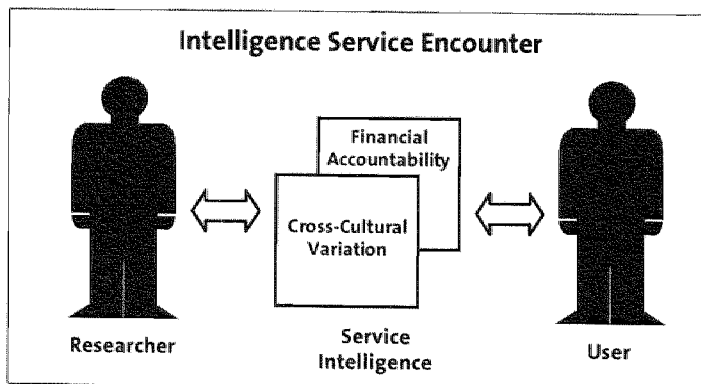 Intelligence Service Encounter
Financial
Accountability
Cross-Cultural
Variation
Researcher
Service
Intelligence
User